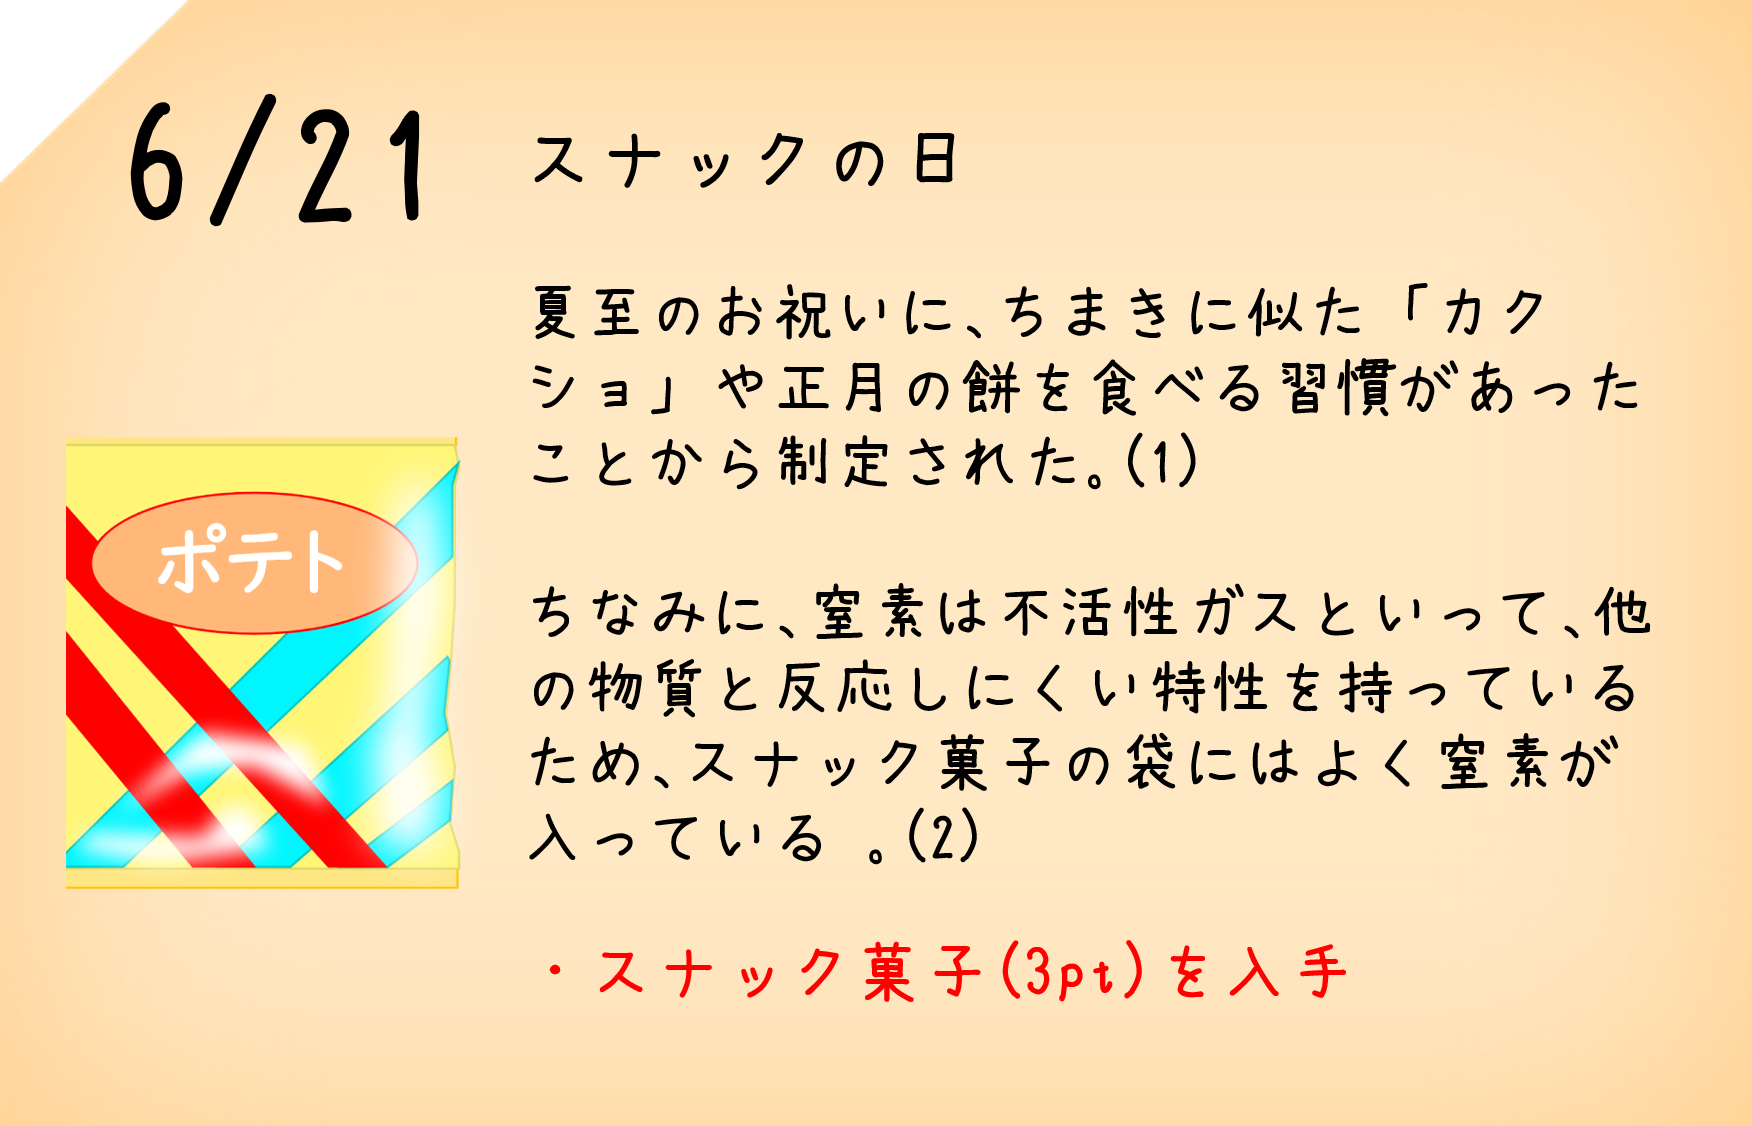 6/21 スナックの日
夏至のお祝いに、ちまきに似た「カク
ショ」や正月の餅を食べる習慣があった
ことから制定された。(1)
ポテト
ちなみに、窒素は不活性ガスといって、他
の物質と反応しにくい特性を持っている
ため、スナック菓子の袋にはよく窒素が
入っている 。(2)
・スナック菓子(3pt)を入手